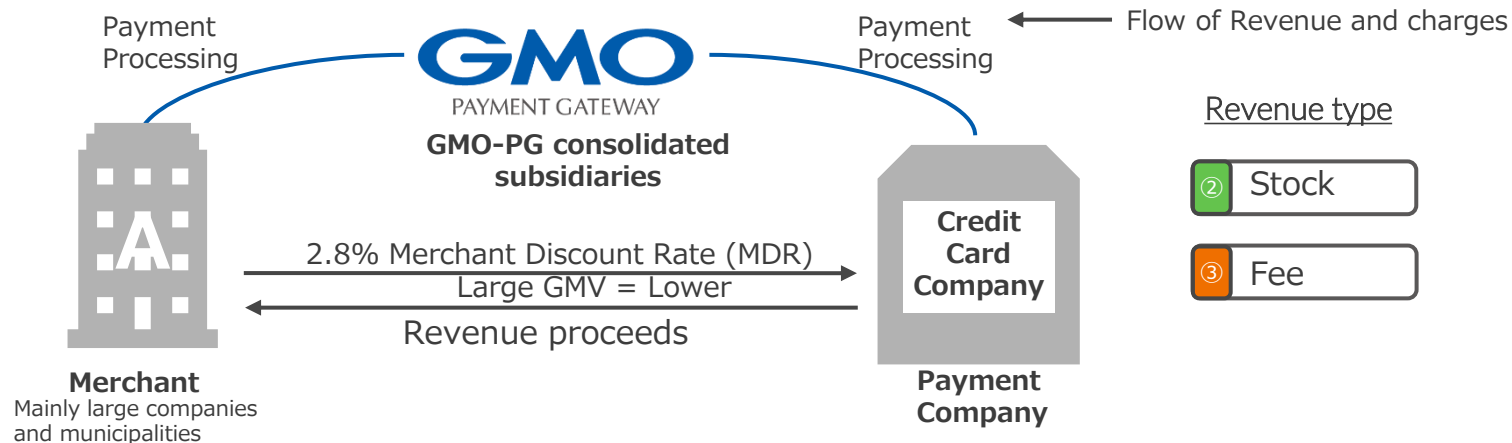 Payment
Processing
GMO
PAYMENT GATEWAY
GMO-PG consolidated
subsidiaries
Payment
Processing
Flow of Revenue and charges
Revenue type
② Stock
③ Fee
A
2.8% Merchant Discount Rate (MDR)
Large GMV = Lower
Revenue proceeds
Credit
Card
Company
Merchant
Mainly large companies
and municipalities
Payment
Company